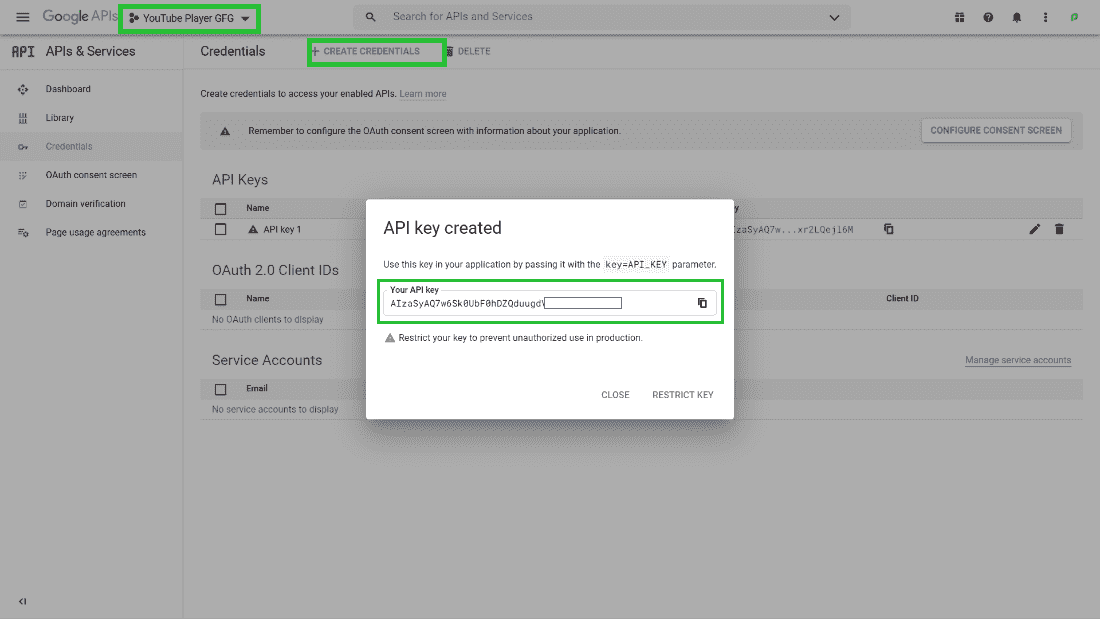 Google APIs
YouTube Player GFG
Search for APIs and Services
API APIs & Services
Credentials
+ CREATE CREDENTIALS
DELETE
Dashboard
Library
Credentials
OAuth consent screen
Domain verification
Page usage agreements
Create credentials to access your enabled APIs. Learn more
Remember to configure the OAuth consent screen with information about your application.
CONFIGURE CONSENT SCREEN
API Keys
Name
API key 1
OAuth 2.0 Client IDs
Name
Client ID
No OAuth clients to display
Service Accounts
Manage service accounts
Email
No service accounts to display
API key created
Use this key in your application by passing it with the key=API_KEY parameter.
Your API key
AIzaSyAQ7w6Sk0UbF0hDZQduugd
Restrict your key to prevent unauthorized use in production.
CLOSE
RESTRICT KEY